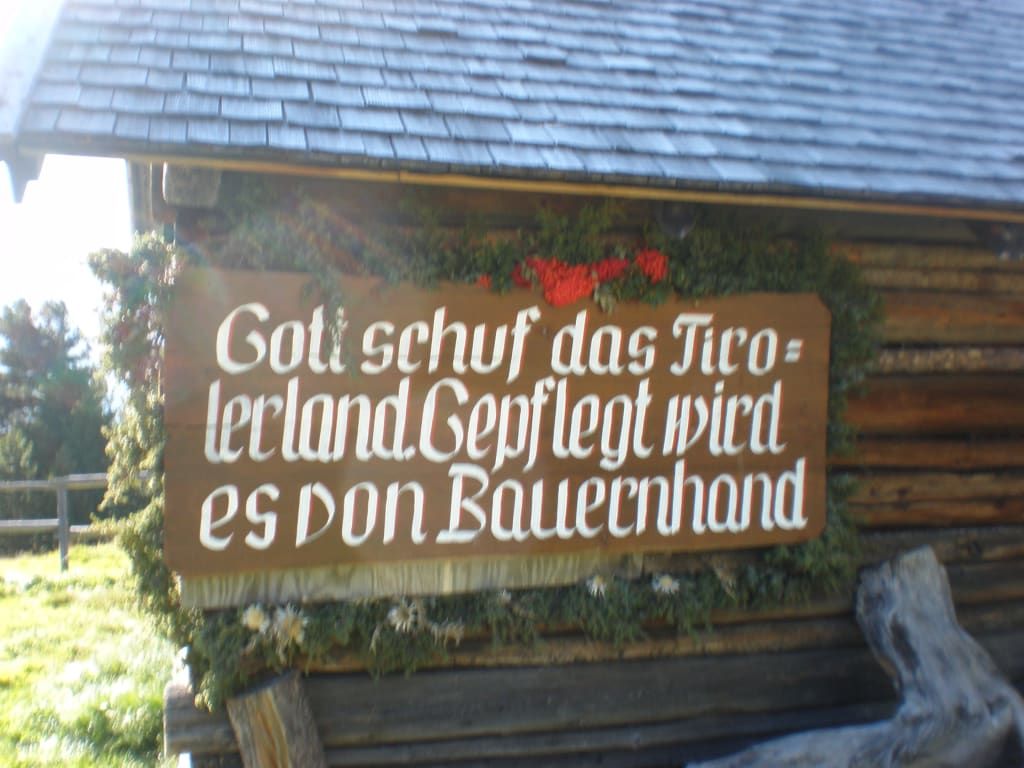 Gott schuf das Tiro=
lerland. Gepflegt wird
es von Bauernhand